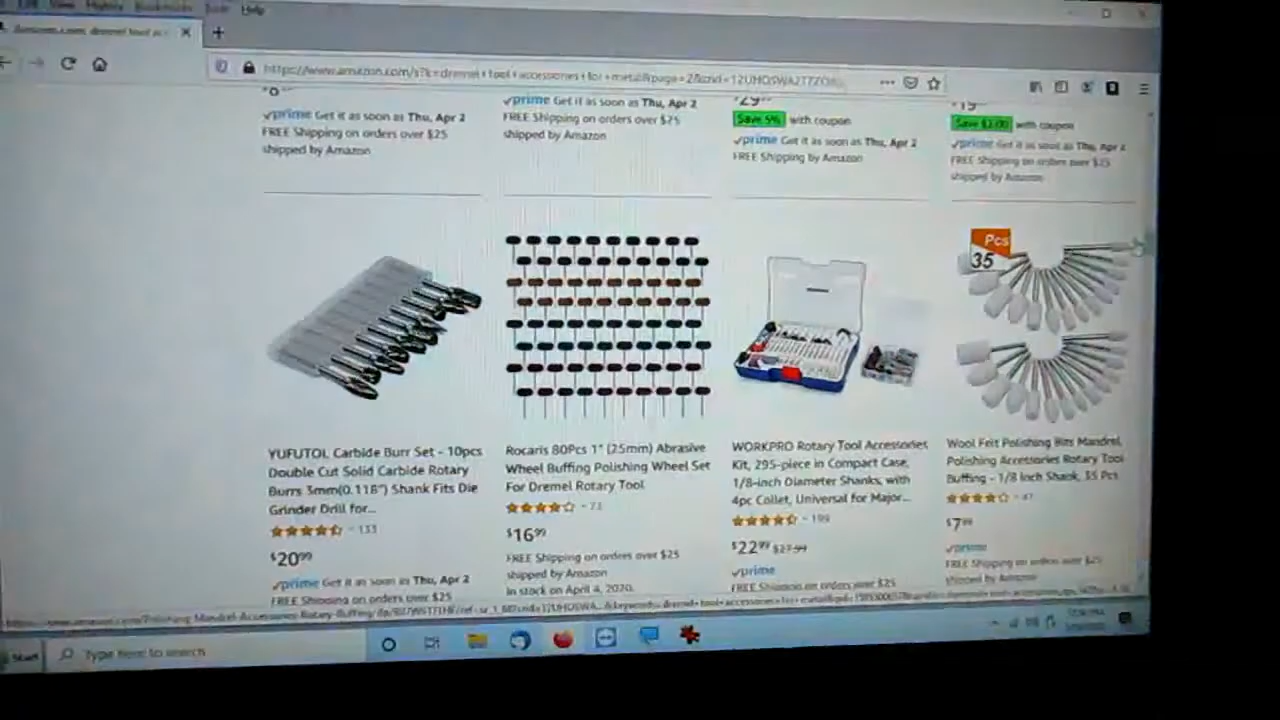 Edit View History Bookmarks Tools Help
Amazon.com: dremel tool acc
https://www.amazon.com/s?k=dremel+tool+accessories+for+metal&page=2&crid=12UHOSWA2T7ZO
prime Get it as soon as Thu, Apr 2
FREE Shipping on orders over $25
shipped by Amazon
prime Get it as soon as Thu, Apr 2
FREE Shipping on orders over $25
shipped by Amazon
$29
Save 5% with coupon
prime Get it as soon as Thu, Apr 2
FREE Shipping by Amazon
Save $2.00 with coupon
prime Get it as soon as Thu, Apr 2
FREE Shipping on orders over $25
shipped by Amazon
Pcs
35
YUFUTOL Carbide Burr Set - 10pcs
Double Cut Solid Carbide Rotary
Burrs 3mm(0.118") Shank Fits Die
Grinder Drill for...
133
$20⁹⁹
prime Get it as soon as Thu, Apr 2
FREE Shipping on orders over $25
Rocaris 80Pcs 1" (25mm) Abrasive
Wheel Buffing Polishing Wheel Set
For Dremel Rotary Tool
73
$16⁹⁹
FREE Shipping on orders over $25
shipped by Amazon
In stock on April 4, 2020.
WORKPRO Rotary Tool Accessories
Kit, 295-piece in Compact Case,
1/8-inch Diameter Shanks, with
4pc Collet, Universal for Major...
199
$22⁹⁹ $27.99
prime
FREE Shipping on orders over $25
Wool Felt Polishing Bits Mandrel,
Polishing Accessories Rotary Tool
Buffing - 1/8 Inch Shank, 35 Pcs
47
$7⁹⁹
prime
FREE Shipping on orders over $25
shipped by Amazon
Start
Type here to search